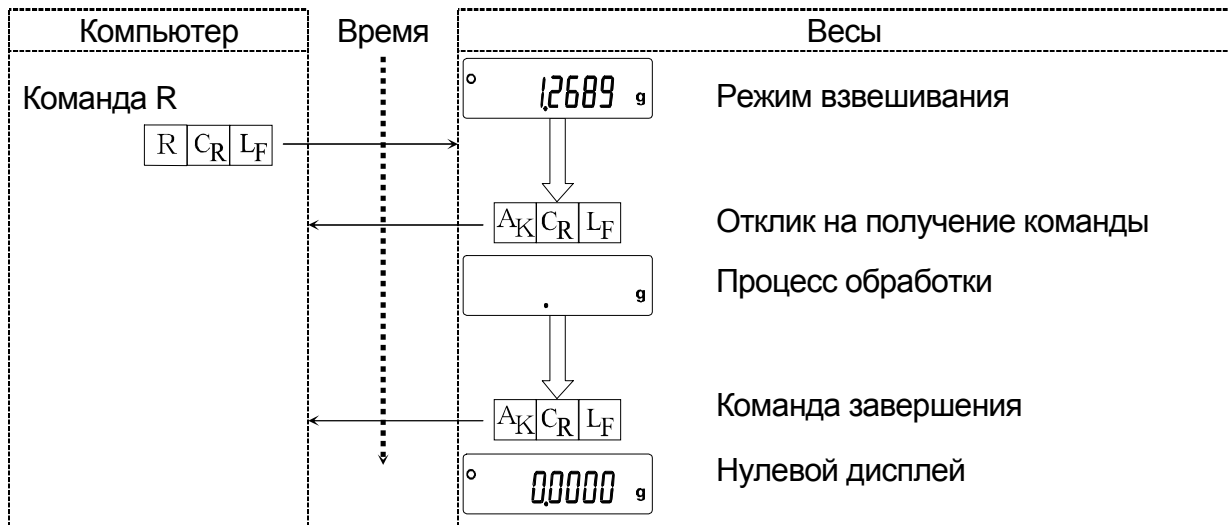 Компьютер Время Весы
Команда R
1.2689 g Режим взвешивания
R CR LF
AK CR LF Отклик на получение команды
. g Процесс обработки
AK CR LF Команда завершения
0.0000 g Нулевой дисплей